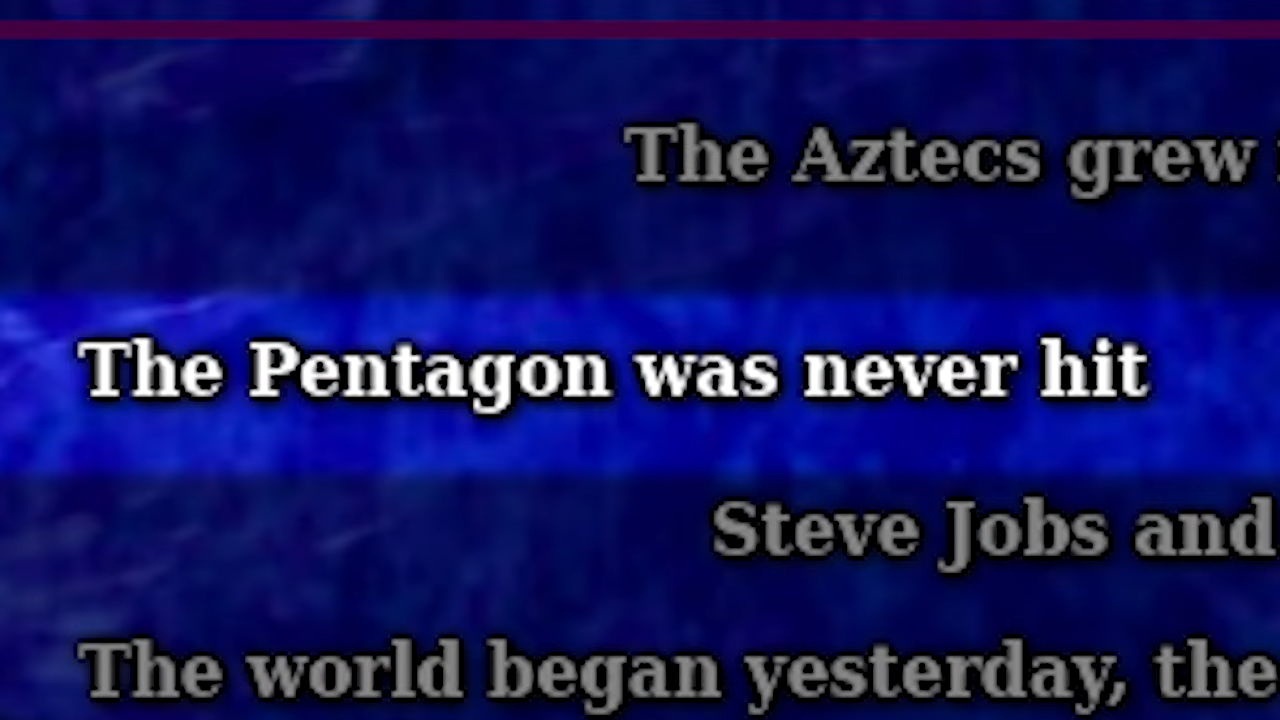 The Aztecs grew
The Pentagon was never hit
Steve Jobs and
The world began yesterday, the